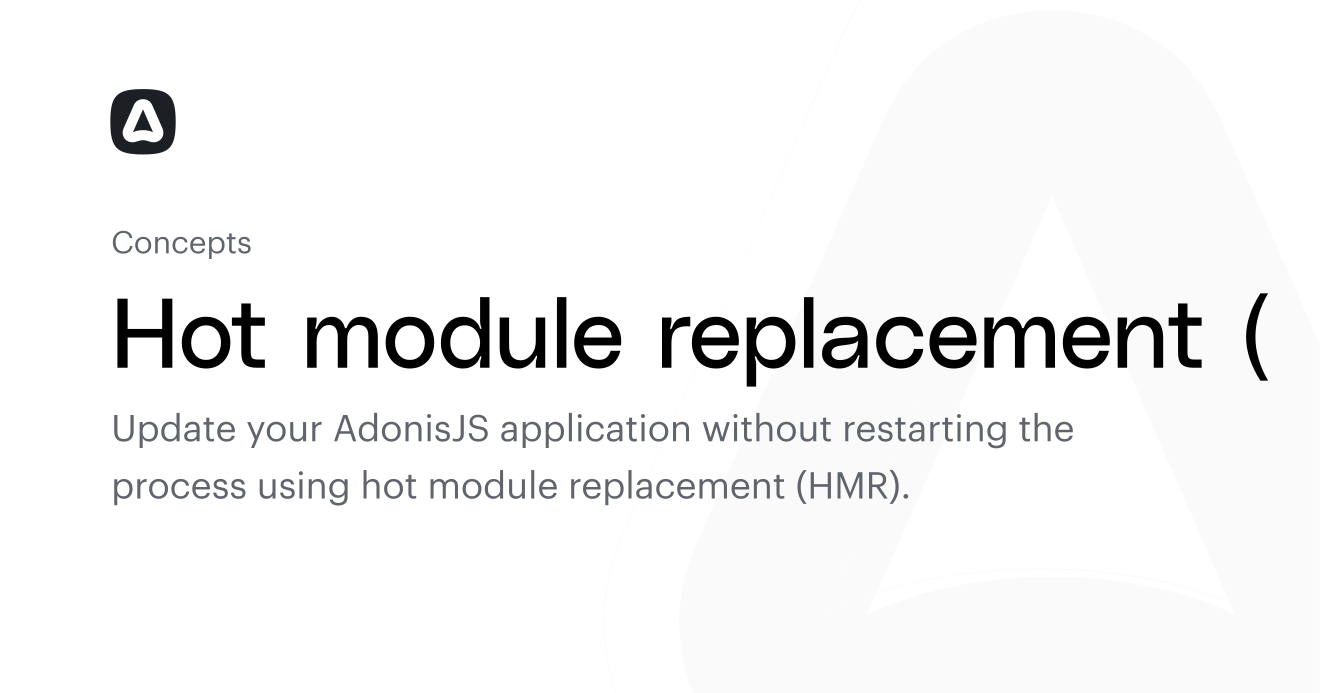 Concepts
Hot module replacement (
Update your AdonisJS application without restarting the
process using hot module replacement (HMR).